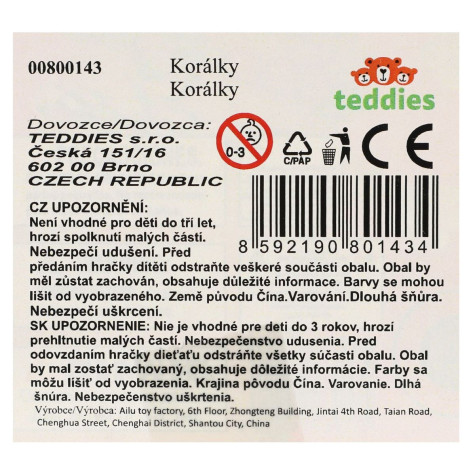 00800143
Korálky
Korálky
teddies
Dovozce/Dovozca:
TEDDIES s.r.o.
Česká 151/16
602 00 Brno
CZECH REPUBLIC
0-3
C/PAP
CE
8 592190 801434
CZ UPOZORNĚNÍ:
Není vhodné pro děti do tří let,
hrozí spolknutí malých částí.
Nebezpečí udušení. Před
předáním hračky dítěti odstraňte veškeré součásti obalu. Obal by
měl zůstat zachován, obsahuje důležité informace. Barvy se mohou
lišit od vyobrazeného. Země původu Čína.Varování.Dlouhá šňůra.
Nebezpečí uškrcení.
SK UPOZORNENIE: Nie je vhodné pre deti do 3 rokov, hrozí
prehltnutie malých častí. Nebezpečenstvo udusenia. Pred
odovzdaním hračky dieťaťu odstráňte všetky súčasti obalu. Obal
by mal zostať zachovaný, obsahuje dôležité informácie. Farby sa
môžu líšiť od vyobrazenia. Krajina pôvodu Čína. Varovanie. Dlhá
šnúra. Nebezpečenstvo uškrtenia.
Výrobce/Výrobca: Ailu toy factory, 6th Floor, Zhongteng Building, Jintai 4th Road, Taian Road,
Chenghua Street, Chenghai District, Shantou City, China